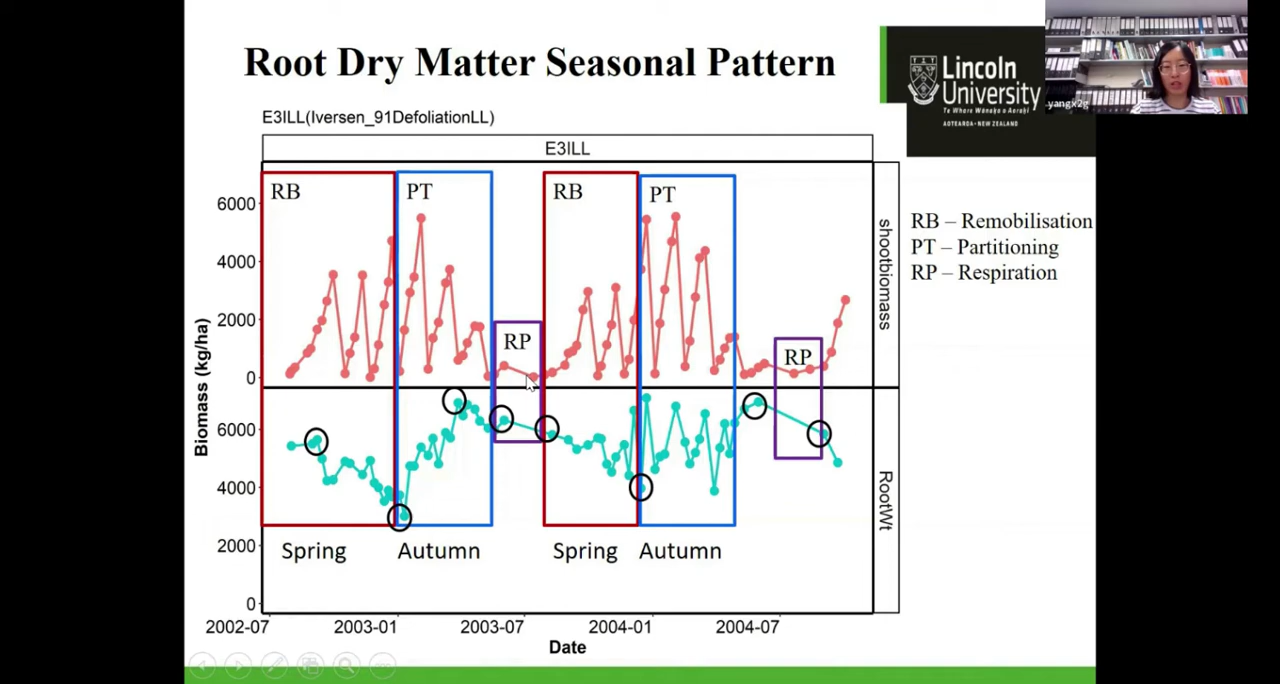 Root Dry Matter Seasonal Pattern
Lincoln
University
Te Whare Wānaka o Aoraki
AOTEAROA • NEW ZEALAND
yangx2g
E3ILL(Iversen_91DefoliationLL)
E3ILL
RB
PT
RB
PT
RP
RP
6000
4000
2000
0
shootbiomass
6000
4000
2000
0
RootWt
Biomass (kg/ha)
Spring
Autumn
Spring
Autumn
2002-07
2003-01
2003-07
2004-01
2004-07
Date
RB – Remobilisation
PT – Partitioning
RP – Respiration